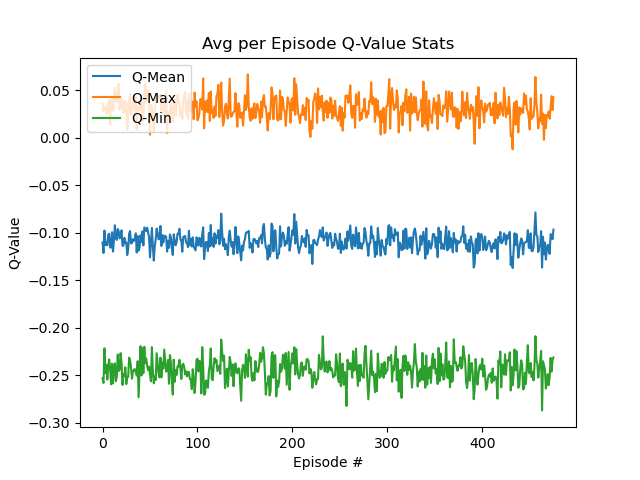 Avg per Episode Q-Value Stats
Q-Mean
Q-Max
Q-Min
Q-Value
0.05
0.00
−0.05
−0.10
−0.15
−0.20
−0.25
−0.30
0 100 200 300 400
Episode #